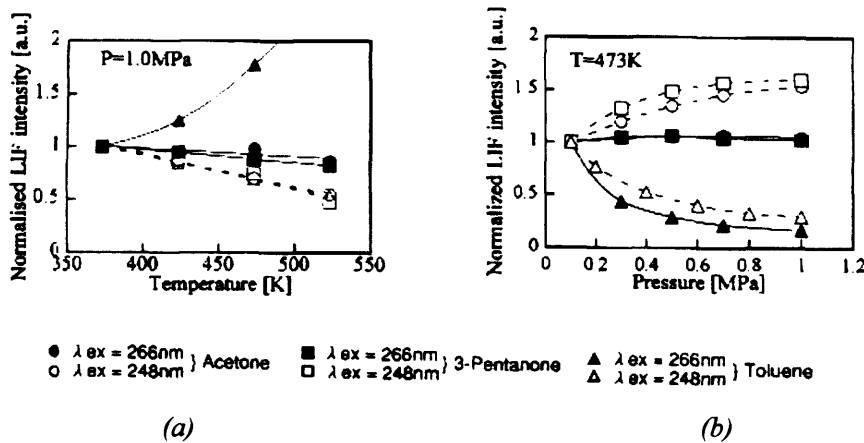 P=1.0MPa
Normalised LIF intensity [a.u.]
2
1.5
1
0.5
0
350 400 450 500 550
Temperature [K]
T=473K
Normalized LIF intensity [a.u.]
2
1.5
1
0.5
0
0 0.2 0.4 0.6 0.8 1 1.2
Pressure [MPa]
● λ ex = 266nm
○ λ ex = 248nm } Acetone
■ λ ex = 266nm
□ λ ex = 248nm } 3-Pentanone
▲ λ ex = 266nm
△ λ ex = 248nm } Toluene
(a)
(b)